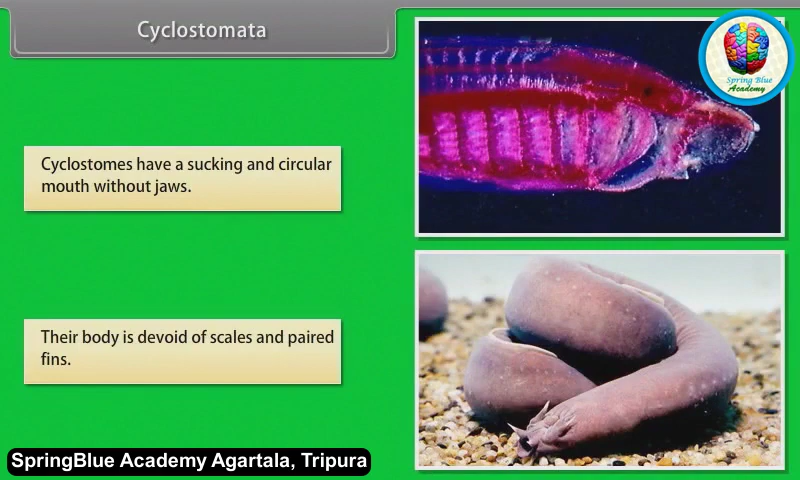 Cyclostomata
Spring Blue
Academy
Cyclostomes have a sucking and circular
mouth without jaws.
Their body is devoid of scales and paired
fins.
SpringBlue Academy Agartala, Tripura